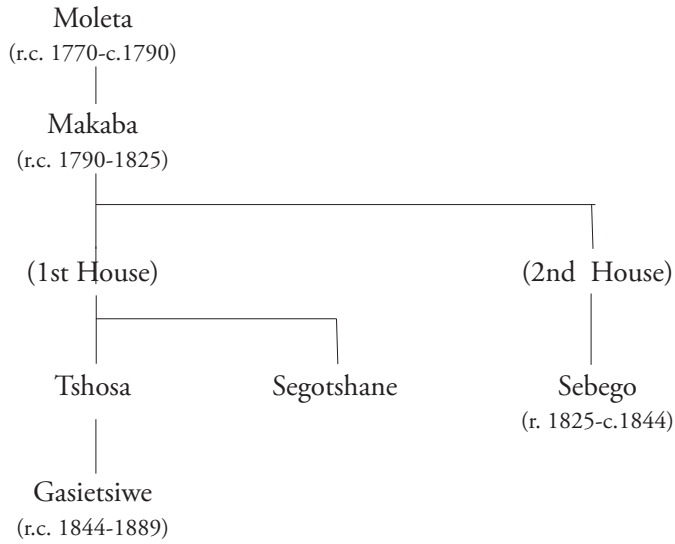 Moleta
(r.c. 1770-c.1790)
Makaba
(r.c. 1790-1825)
(1st House)
(2nd House)
Tshosa
Segotshane
Sebego
(r. 1825-c.1844)
Gasietsiwe
(r.c. 1844-1889)